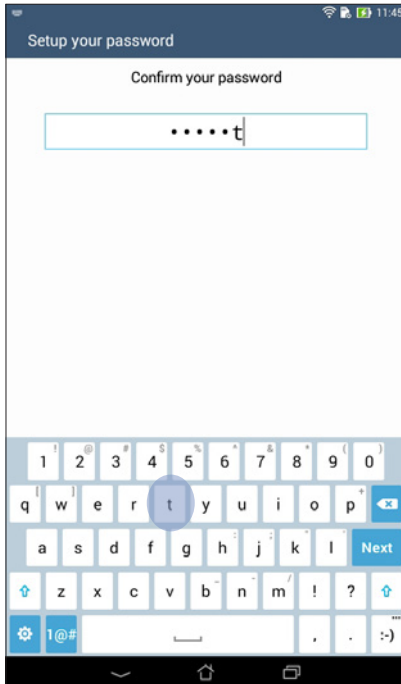 11:45
Setup your password
Confirm your password
•••••t
! @ # $ % ^ & * ( )
1 2 3 4 5 6 7 8 9 0
[ ] +
q w e r t y u i o p
; : ; '
a s d f g h j k l Next
- _ /
z x c v b n m ! ?
1@# , . ... :-)